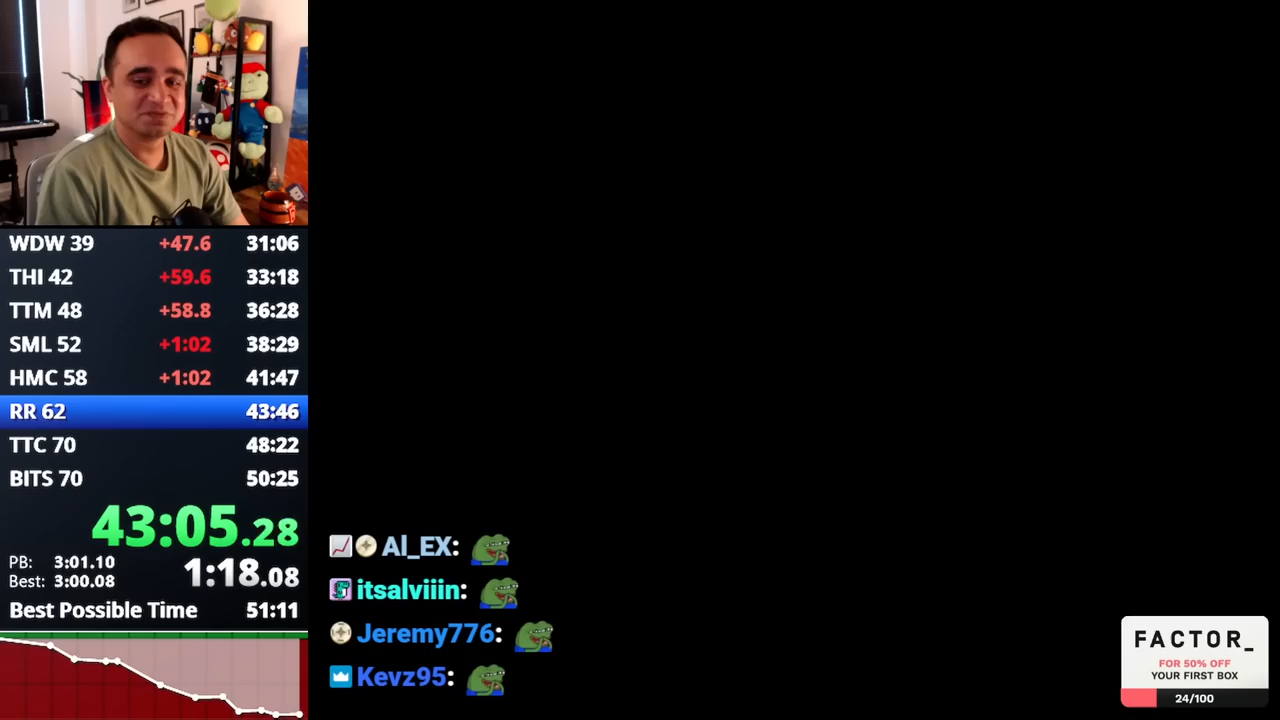 WDW 39 +47.6 31:06
THI 42 +59.6 33:18
TTM 48 +58.8 36:28
SML 52 +1:02 38:29
HMC 58 +1:02 41:47
RR 62 43:46
TTC 70 48:22
BITS 70 50:25
43:05.28
PB: 3:01.10
Best: 3:00.08
1:18.08
Best Possible Time 51:11
Al_EX:
itsalviiin:
Jeremy776:
Kevz95:
FACTOR_
FOR 50% OFF
YOUR FIRST BOX
24/100